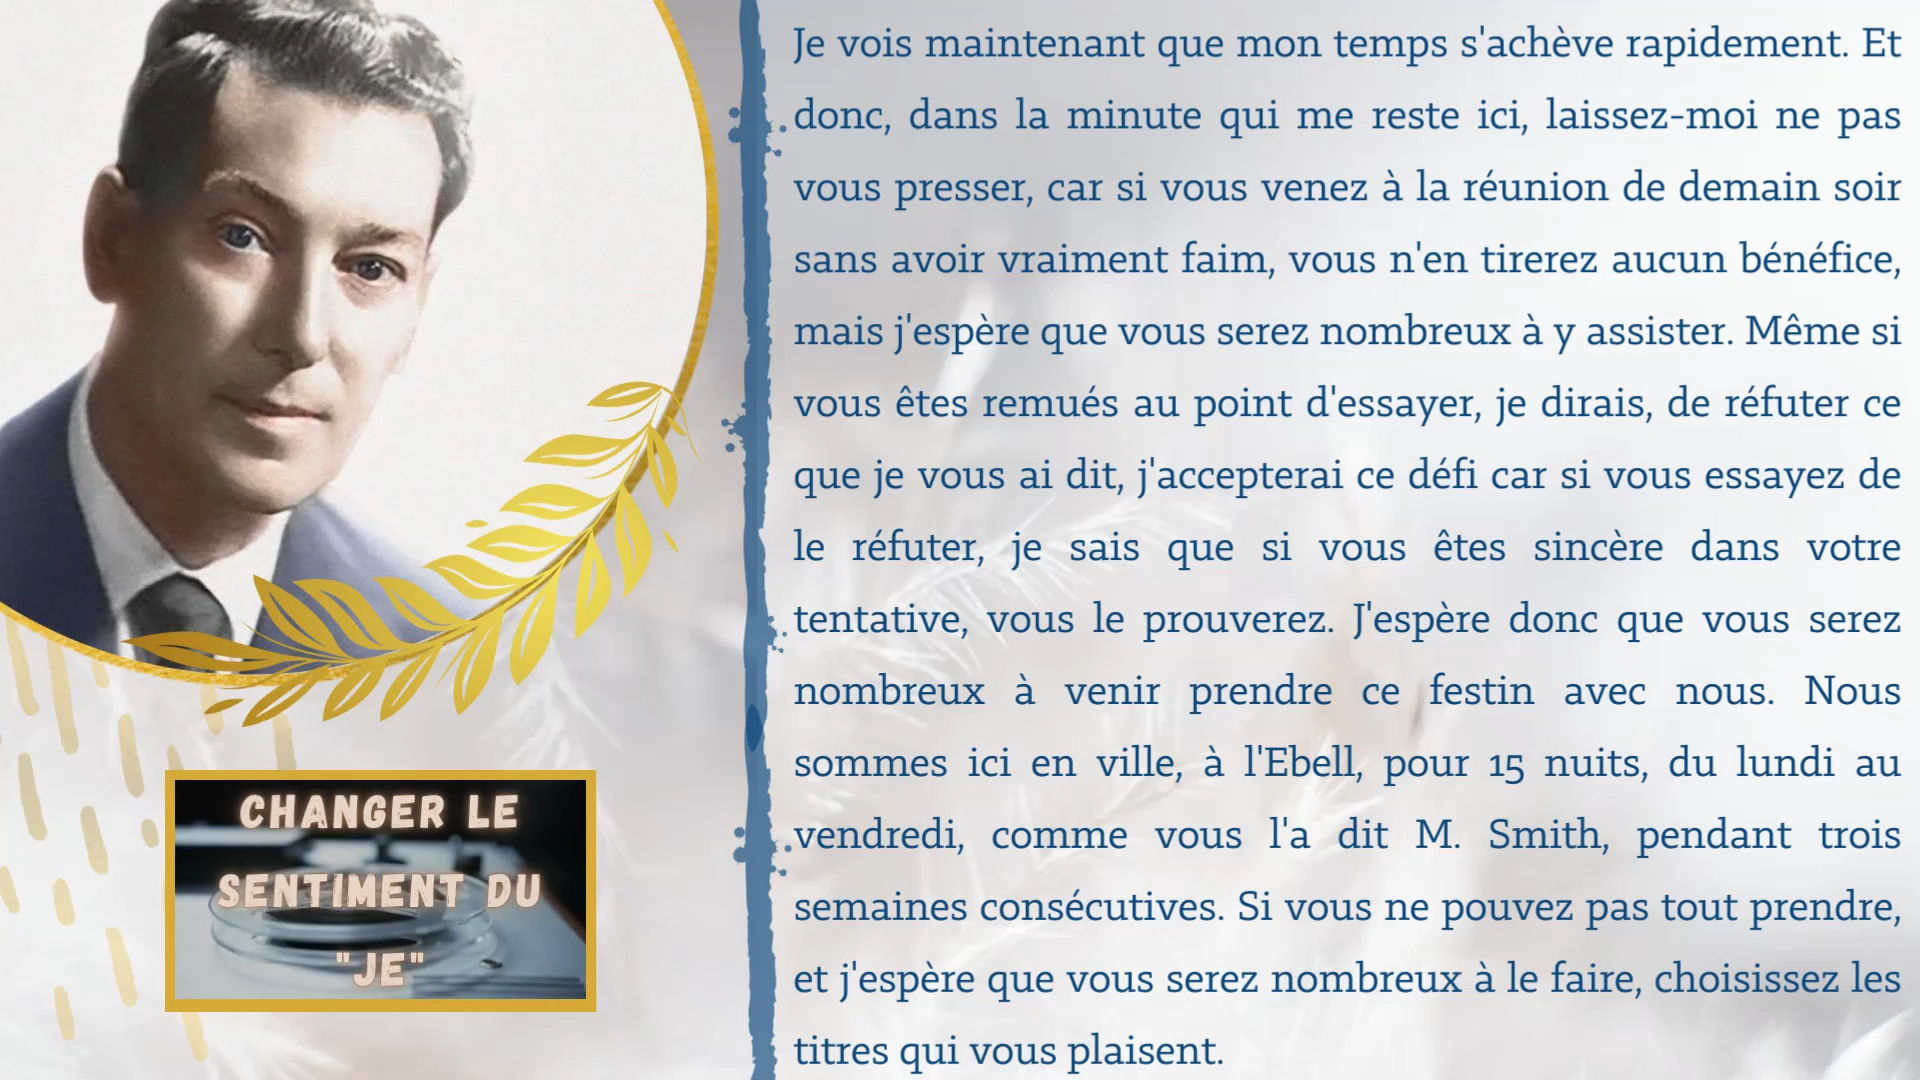 Je vois maintenant que mon temps s'achève rapidement. Et
donc, dans la minute qui me reste ici, laissez-moi ne pas
vous presser, car si vous venez à la réunion de demain soir
sans avoir vraiment faim, vous n'en tirerez aucun bénéfice,
mais j'espère que vous serez nombreux à y assister. Même si
vous êtes remués au point d'essayer, je dirais, de réfuter ce
que je vous ai dit, j'accepterai ce défi car si vous essayez de
le réfuter, je sais que si vous êtes sincère dans votre
tentative, vous le prouverez. J'espère donc que vous serez
nombreux à venir prendre ce festin avec nous. Nous
sommes ici en ville, à l'Ebell, pour 15 nuits, du lundi au
vendredi, comme vous l'a dit M. Smith, pendant trois
semaines consécutives. Si vous ne pouvez pas tout prendre,
et j'espère que vous serez nombreux à le faire, choisissez les
titres qui vous plaisent.
CHANGER LE
SENTIMENT DU
"JE"